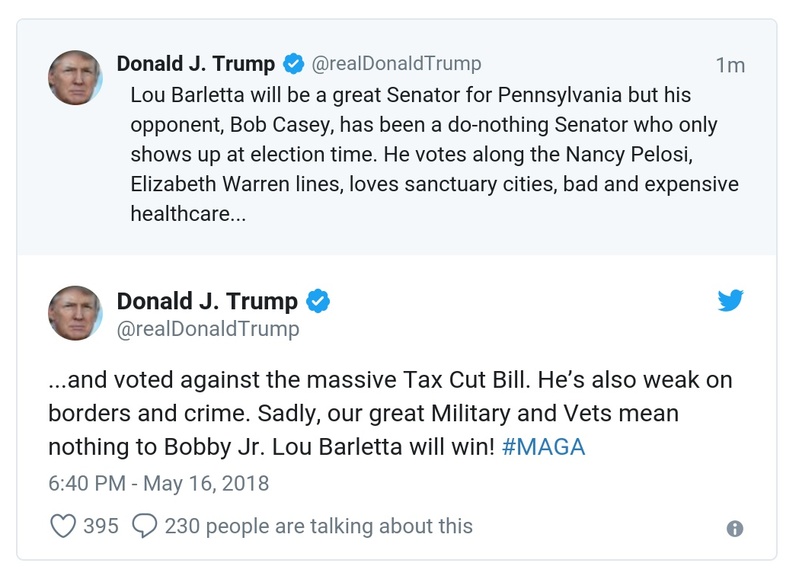 Donald J. Trump @realDonaldTrump 1m
Lou Barletta will be a great Senator for Pennsylvania but his
opponent, Bob Casey, has been a do-nothing Senator who only
shows up at election time. He votes along the Nancy Pelosi,
Elizabeth Warren lines, loves sanctuary cities, bad and expensive
healthcare...
Donald J. Trump
@realDonaldTrump
...and voted against the massive Tax Cut Bill. He’s also weak on
borders and crime. Sadly, our great Military and Vets mean
nothing to Bobby Jr. Lou Barletta will win! #MAGA
6:40 PM - May 16, 2018
395 230 people are talking about this